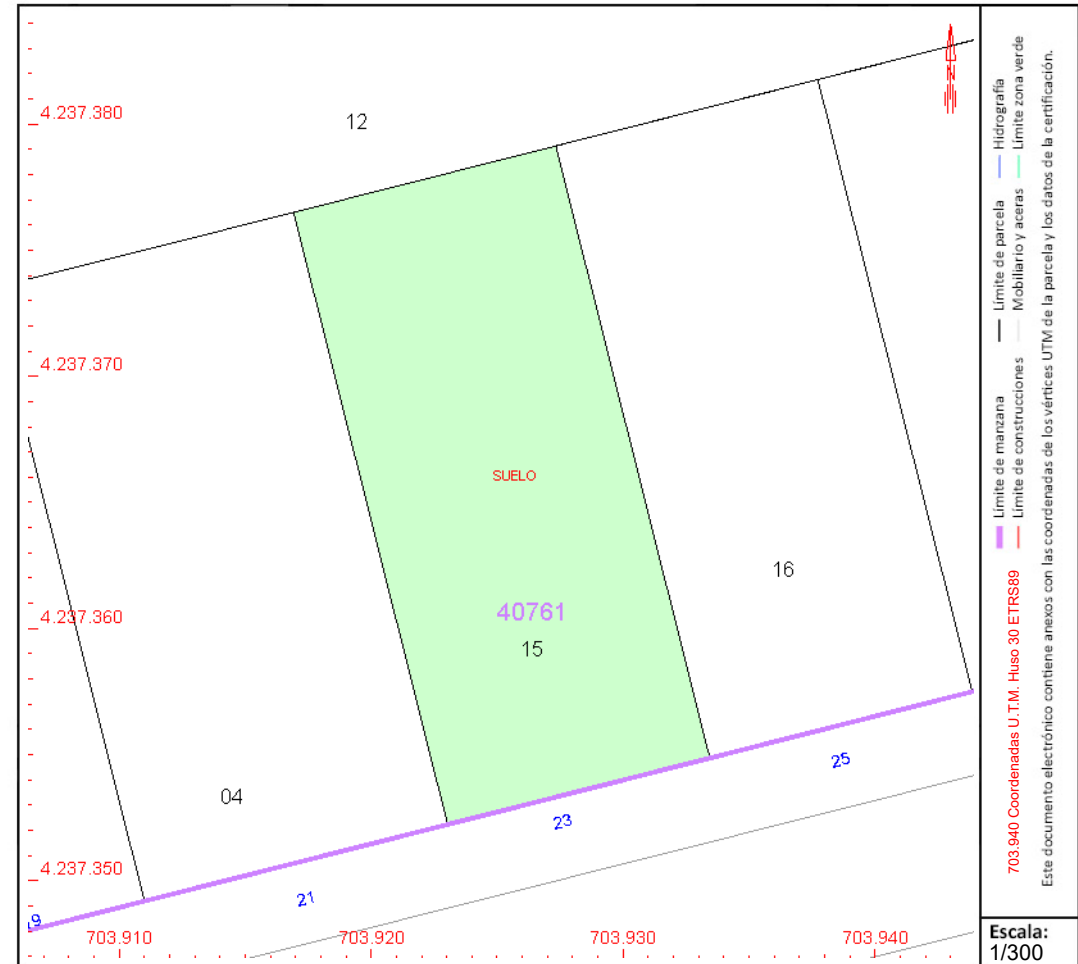 4.237.380
12
4.237.370
SUELO
16
4.237.360
40761
15
25
04
23
4.237.350
21
19
703.910
703.920
703.930
703.940
N
Hidrografía
Límite zona verde
Límite de parcela
Mobiliario y aceras
Límite de manzana
Límite de construcciones
703.940 Coordenadas U.T.M. Huso 30 ETRS89
Este documento electrónico contiene anexos con las coordenadas de los vértices UTM de la parcela y los datos de la certificación.
Escala:
1/300